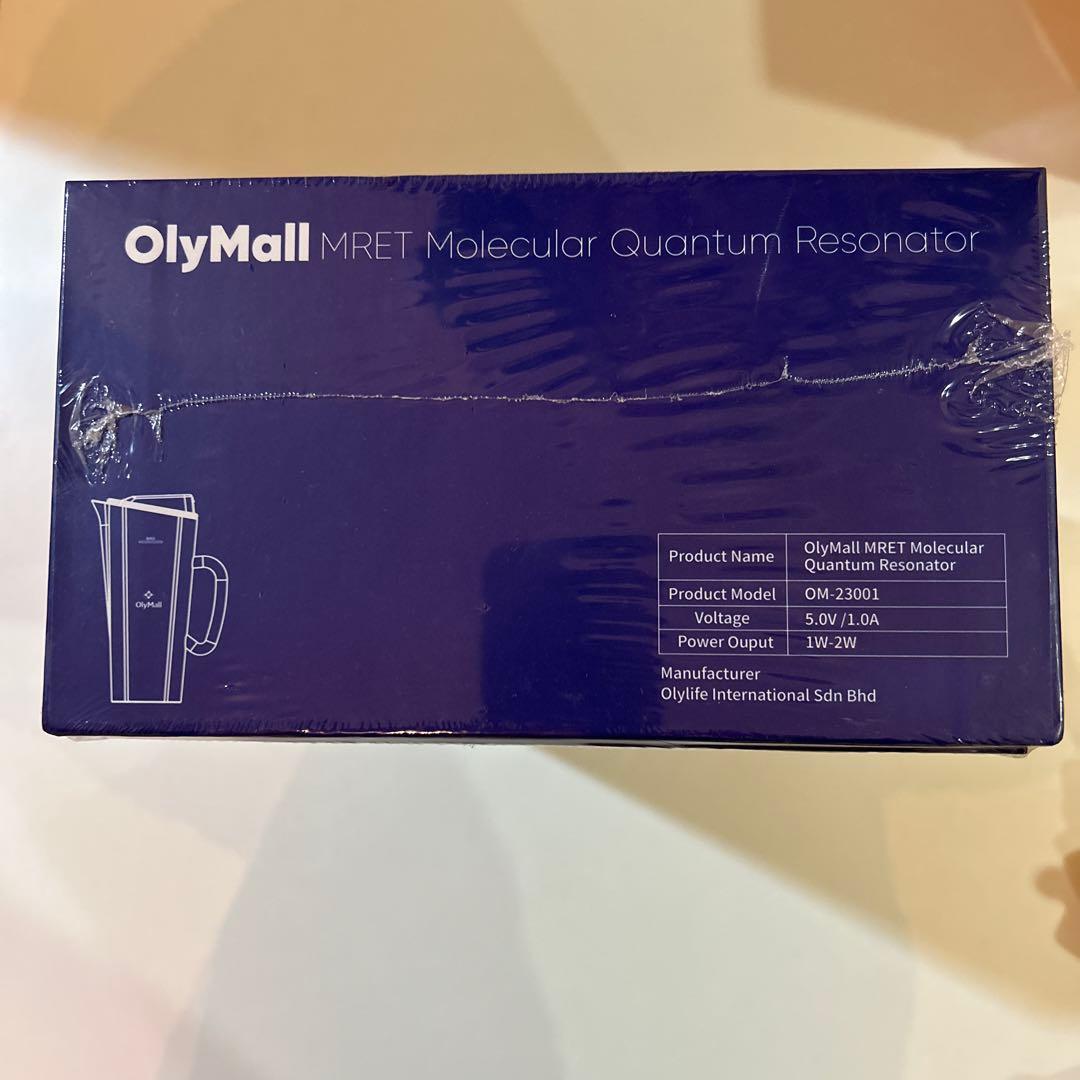 OlyMall MRET Molecular Quantum Resonator
OlyMall
Product Name
OlyMall MRET Molecular
Quantum Resonator
Product Model OM-23001
Voltage 5.0V /1.0A
Power Ouput 1W-2W
Manufacturer
Olylife International Sdn Bhd